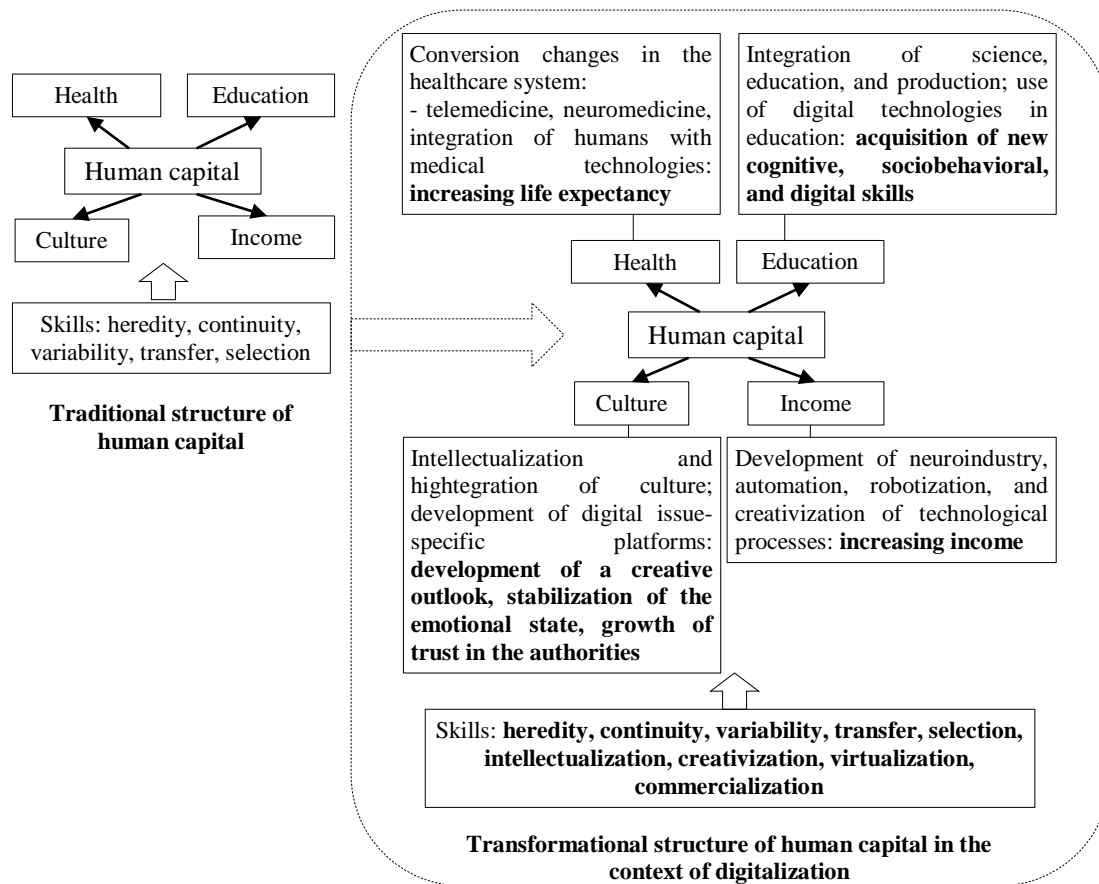 Health
Education
Human capital
Culture
Income
Skills: heredity, continuity,
variability, transfer, selection
Traditional structure of
human capital
Conversion changes in the
healthcare system:
- telemedicine, neuromedicine,
integration of humans with
medical technologies:
increasing life expectancy
Integration of science,
education, and production; use
of digital technologies in
education: acquisition of new
cognitive, sociobehavioral,
and digital skills
Health
Education
Human capital
Culture
Income
Intellectualization and
hightegration of culture;
development of digital issue-
specific platforms:
development of a creative
outlook, stabilization of the
emotional state, growth of
trust in the authorities
Development of neuroindustry,
automation, robotization, and
creativization of technological
processes: increasing income
Skills: heredity, continuity, variability, transfer, selection,
intellectualization, creativization, virtualization,
commercialization
Transformational structure of human capital in the
context of digitalization